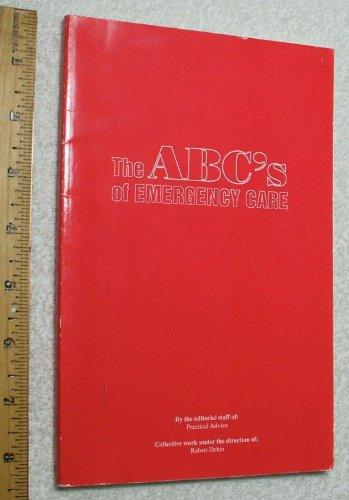 The ABC's
of EMERGENCY CARE
By the editorial staff of:
Practical Advice
Collective work under the direction of:
Robert Dehin